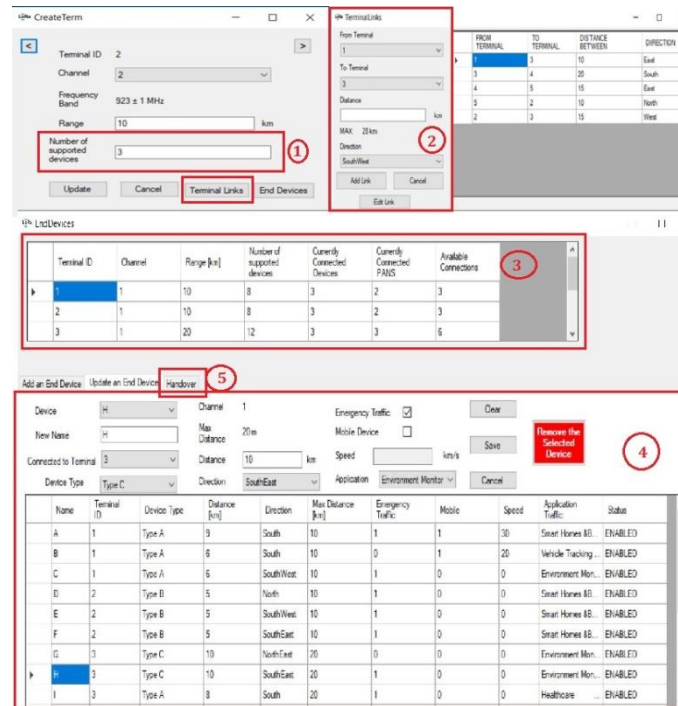 CreateTerm
<
>
Terminal ID 2
Channel 2
Frequency Band 923 ± 1 MHz
Range 10 km
Number of supported devices 3
1
Update Cancel Terminal Links End Devices
TerminalLinks
From Terminal
1
To Terminal
3
Distance
km
MAX: 20 km
2
Direction
SouthWest
Add Link Cancel
Edit Link
FROM TERMINAL TO TERMINAL DISTANCE BETWEEN DIRECTION
1 3 10 East
3 4 20 South
4 5 15 East
5 2 10 North
2 3 15 West
EndDevices
Terminal ID Channel Range [km] Number of supported devices Currently Connected Devices Currently Connected PANS Available Connections
3
1 1 10 8 3 2 3
2 1 10 8 3 2 3
3 1 20 12 3 3 6
Add an End Device Update an End Device Handover
5
Device H Channel 1 Emergency Traffic Clear
New Name H Max Distance 20m Mobile Device Save
Connected to Terminal 3 Distance 10 km Speed km/s
Device Type Type C Direction SouthEast Application Environment Monitor Cancel
Remove the Selected Device
4
Name Terminal ID Device Type Distance [km] Direction Max Distance [km] Emergency Traffic Mobile Speed Application Traffic Status
A 1 Type A 9 South 10 1 1 30 Smart Homes &B... ENABLED
B 1 Type A 6 South 10 0 1 20 Vehicle Tracking ... ENABLED
C 1 Type A 6 SouthWest 10 1 0 0 Environment Mon... ENABLED
D 2 Type B 5 North 10 1 0 0 Smart Homes &B... ENABLED
E 2 Type B 5 SouthWest 10 1 0 0 Smart Homes &B... ENABLED
F 2 Type B 5 SouthEast 10 1 0 0 Smart Homes &B... ENABLED
G 3 Type C 10 NorthEast 20 0 0 0 Environment Mon... ENABLED
H 3 Type C 10 SouthEast 20 1 0 0 Environment Mon... ENABLED
I 3 Type A 8 South 20 1 0 0 Healthcare ... ENABLED